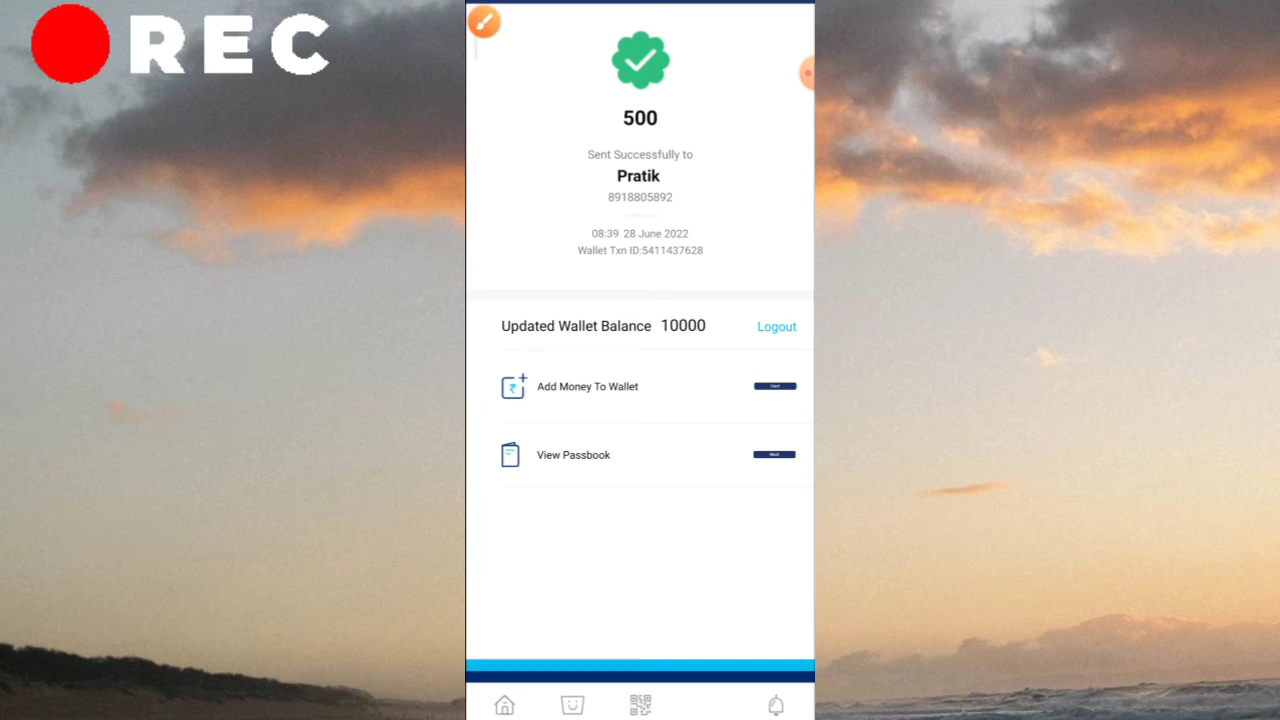 REC
500
Sent Successfully to
Pratik
8918805892
08:39 28 June 2022
Wallet Txn ID:5411437628
Updated Wallet Balance 10000 Logout
Add Money To Wallet
View Passbook Next